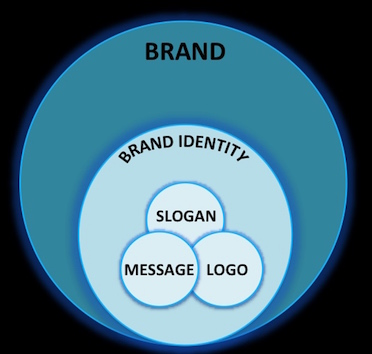 BRAND
BRAND IDENTITY
SLOGAN
MESSAGE
LOGO